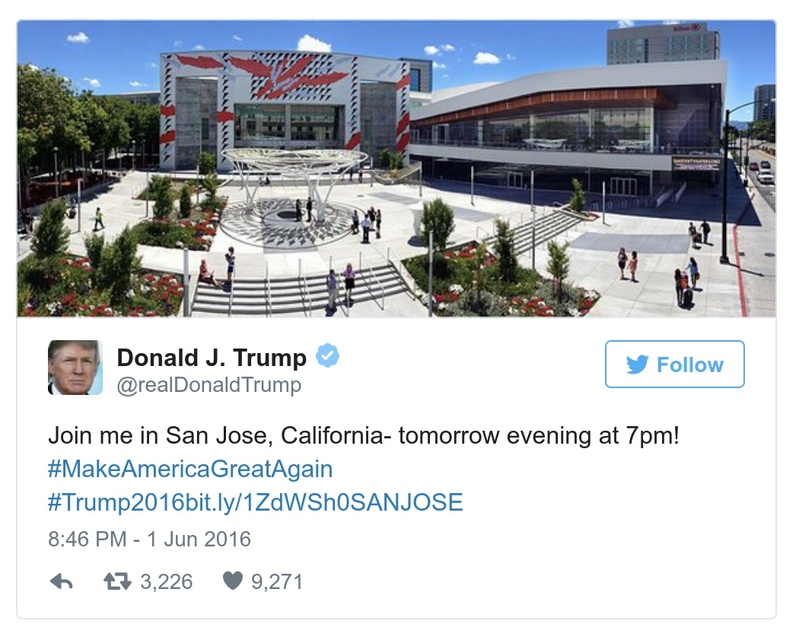 Hilton
Donald J. Trump
@realDonaldTrump
Follow
Join me in San Jose, California- tomorrow evening at 7pm!
#MakeAmericaGreatAgain
#Trump2016bit.ly/1ZdWSh0SANJOSE
8:46 PM - 1 Jun 2016
3,226 9,271